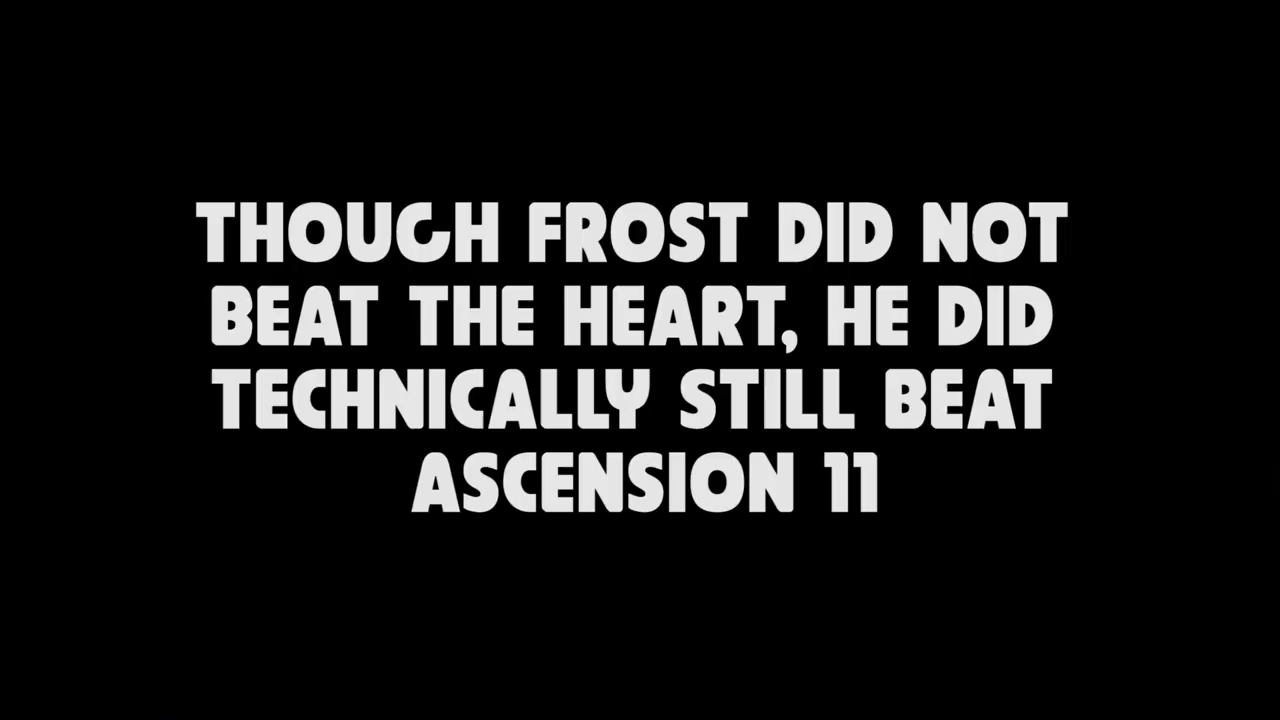 THOUGH FROST DID NOT
BEAT THE HEART, HE DID
TECHNICALLY STILL BEAT
ASCENSION 11